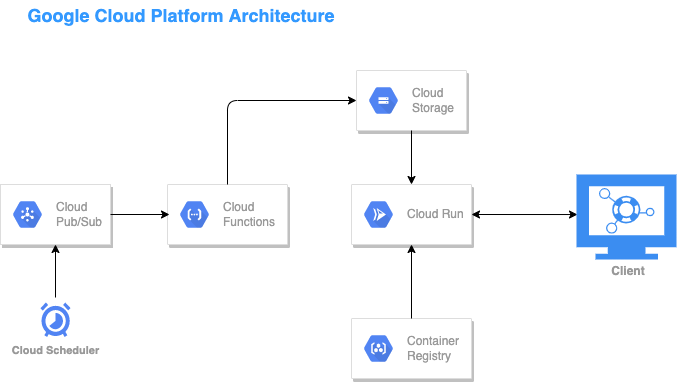 Google Cloud Platform Architecture
Cloud
Storage
Cloud
Pub/Sub
Cloud
Functions
Cloud Run
Client
Cloud Scheduler
Container
Registry